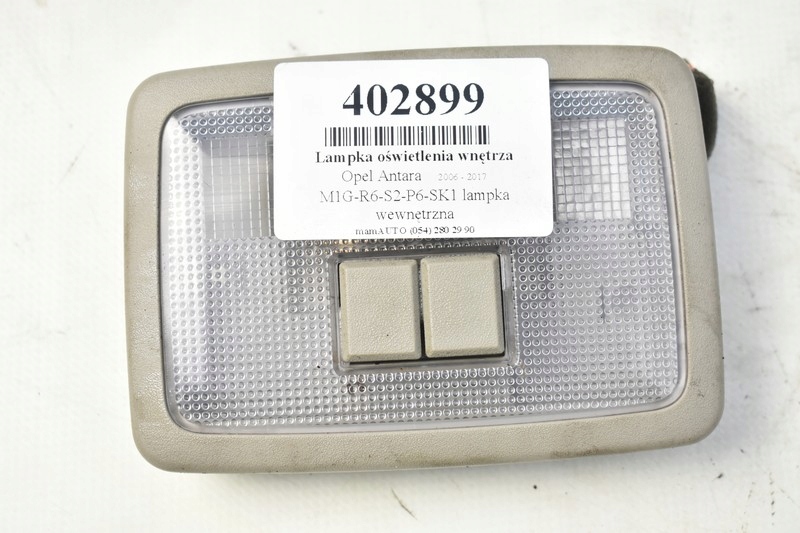 402899
Lampka oświetlenia wnętrza
Opel Antara 2006 - 2017
M1G-R6-S2-P6-SK1 lampka
wewnętrzna
mamAUTO (054) 280 29 90